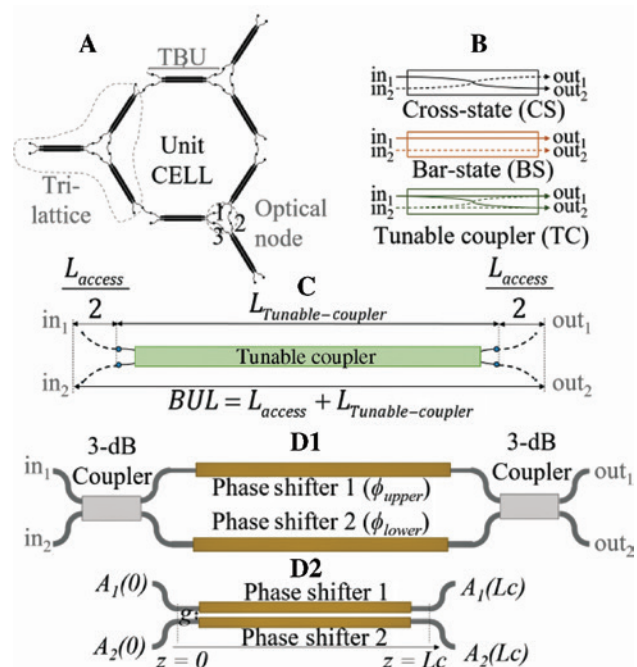 A
TBU
Unit
CELL
Tri-
lattice
Optical
node
1
2
3
B
in1
in2
out1
out2
Cross-state (CS)
in1
in2
out1
out2
Bar-state (BS)
in1
in2
out1
out2
Tunable coupler (TC)
C
Laccess
2
LTunable−coupler
Laccess
2
in1
in2
Tunable coupler
out1
out2
BUL = Laccess + LTunable−coupler
D1
3-dB
Coupler
3-dB
Coupler
in1
in2
Phase shifter 1 (ϕupper)
Phase shifter 2 (ϕlower)
out1
out2
D2
A1(0)
A2(0)
Phase shifter 1
g
Phase shifter 2
A1(Lc)
A2(Lc)
z = 0
z = Lc